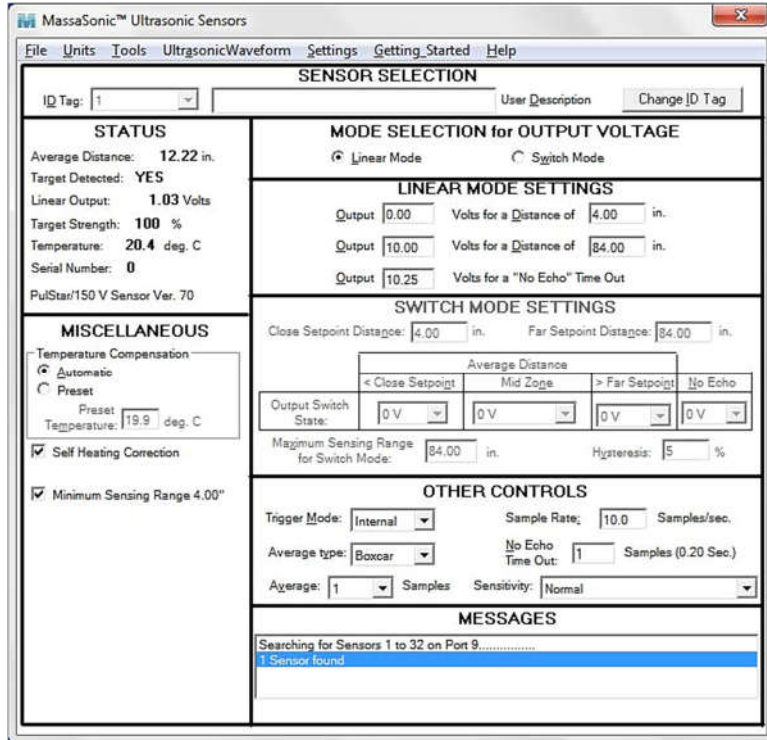 MassaSonic™ Ultrasonic Sensors
File Units Tools UltrasonicWaveform Settings Getting_Started Help
SENSOR SELECTION
ID Tag: 1 User Description Change ID Tag
STATUS
Average Distance: 12.22 in.
Target Detected: YES
Linear Output: 1.03 Volts
Target Strength: 100 %
Temperature: 20.4 deg. C
Serial Number: 0
PulStar/150 V Sensor Ver. 70
MISCELLANEOUS
Temperature Compensation
Automatic
Preset
Preset
Temperature: 19.9 deg. C
Self Heating Correction
Minimum Sensing Range 4.00"
MODE SELECTION for OUTPUT VOLTAGE
Linear Mode Switch Mode
LINEAR MODE SETTINGS
Output 0.00 Volts for a Distance of 4.00 in.
Output 10.00 Volts for a Distance of 84.00 in.
Output 10.25 Volts for a "No Echo" Time Out
SWITCH MODE SETTINGS
Close Setpoint Distance: 4.00 in. Far Setpoint Distance: 84.00 in.
Average Distance
< Close Setpoint Mid Zone > Far Setpoint No Echo
Output Switch
State: 0 V 0 V 0 V 0 V
Maximum Sensing Range
for Switch Mode: 84.00 in. Hysteresis: 5 %
OTHER CONTROLS
Trigger Mode: Internal Sample Rate: 10.0 Samples/sec.
Average type: Boxcar No Echo
Time Out: 1 Samples (0.20 Sec.)
Average: 1 Samples Sensitivity: Normal
MESSAGES
Searching for Sensors 1 to 32 on Port 9................
1 Sensor found